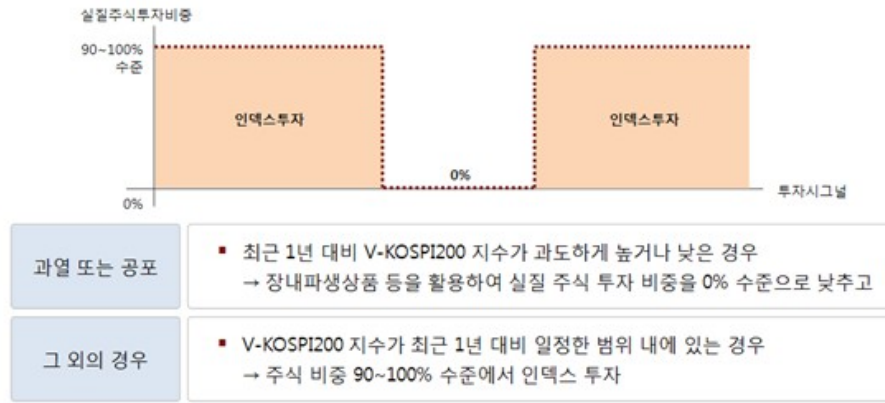 실질주식투자비중
90~100%
수준
인덱스투자
인덱스투자
0%
0%
투자시그널
과열 또는 공포
▪ 최근 1년 대비 V-KOSPI200 지수가 과도하게 높거나 낮은 경우
→ 장내파생상품 등을 활용하여 실질 주식 투자 비중을 0% 수준으로 낮추고
그 외의 경우
▪ V-KOSPI200 지수가 최근 1년 대비 일정한 범위 내에 있는 경우
→ 주식 비중 90~100% 수준에서 인덱스 투자